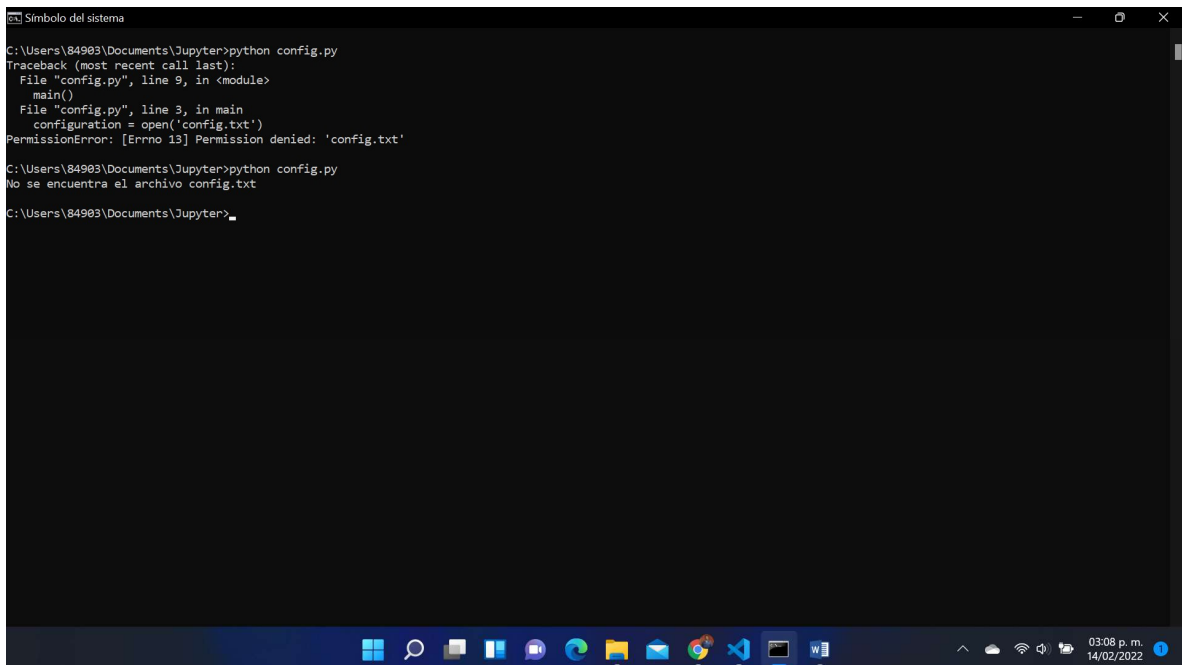 Símbolo del sistema
C:\Users\84903\Documents\Jupyter>python config.py
Traceback (most recent call last):
  File "config.py", line 9, in <module>
    main()
  File "config.py", line 3, in main
    configuration = open('config.txt')
PermissionError: [Errno 13] Permission denied: 'config.txt'
C:\Users\84903\Documents\Jupyter>python config.py
No se encuentra el archivo config.txt
C:\Users\84903\Documents\Jupyter>
03:08 p. m.
14/02/2022
1